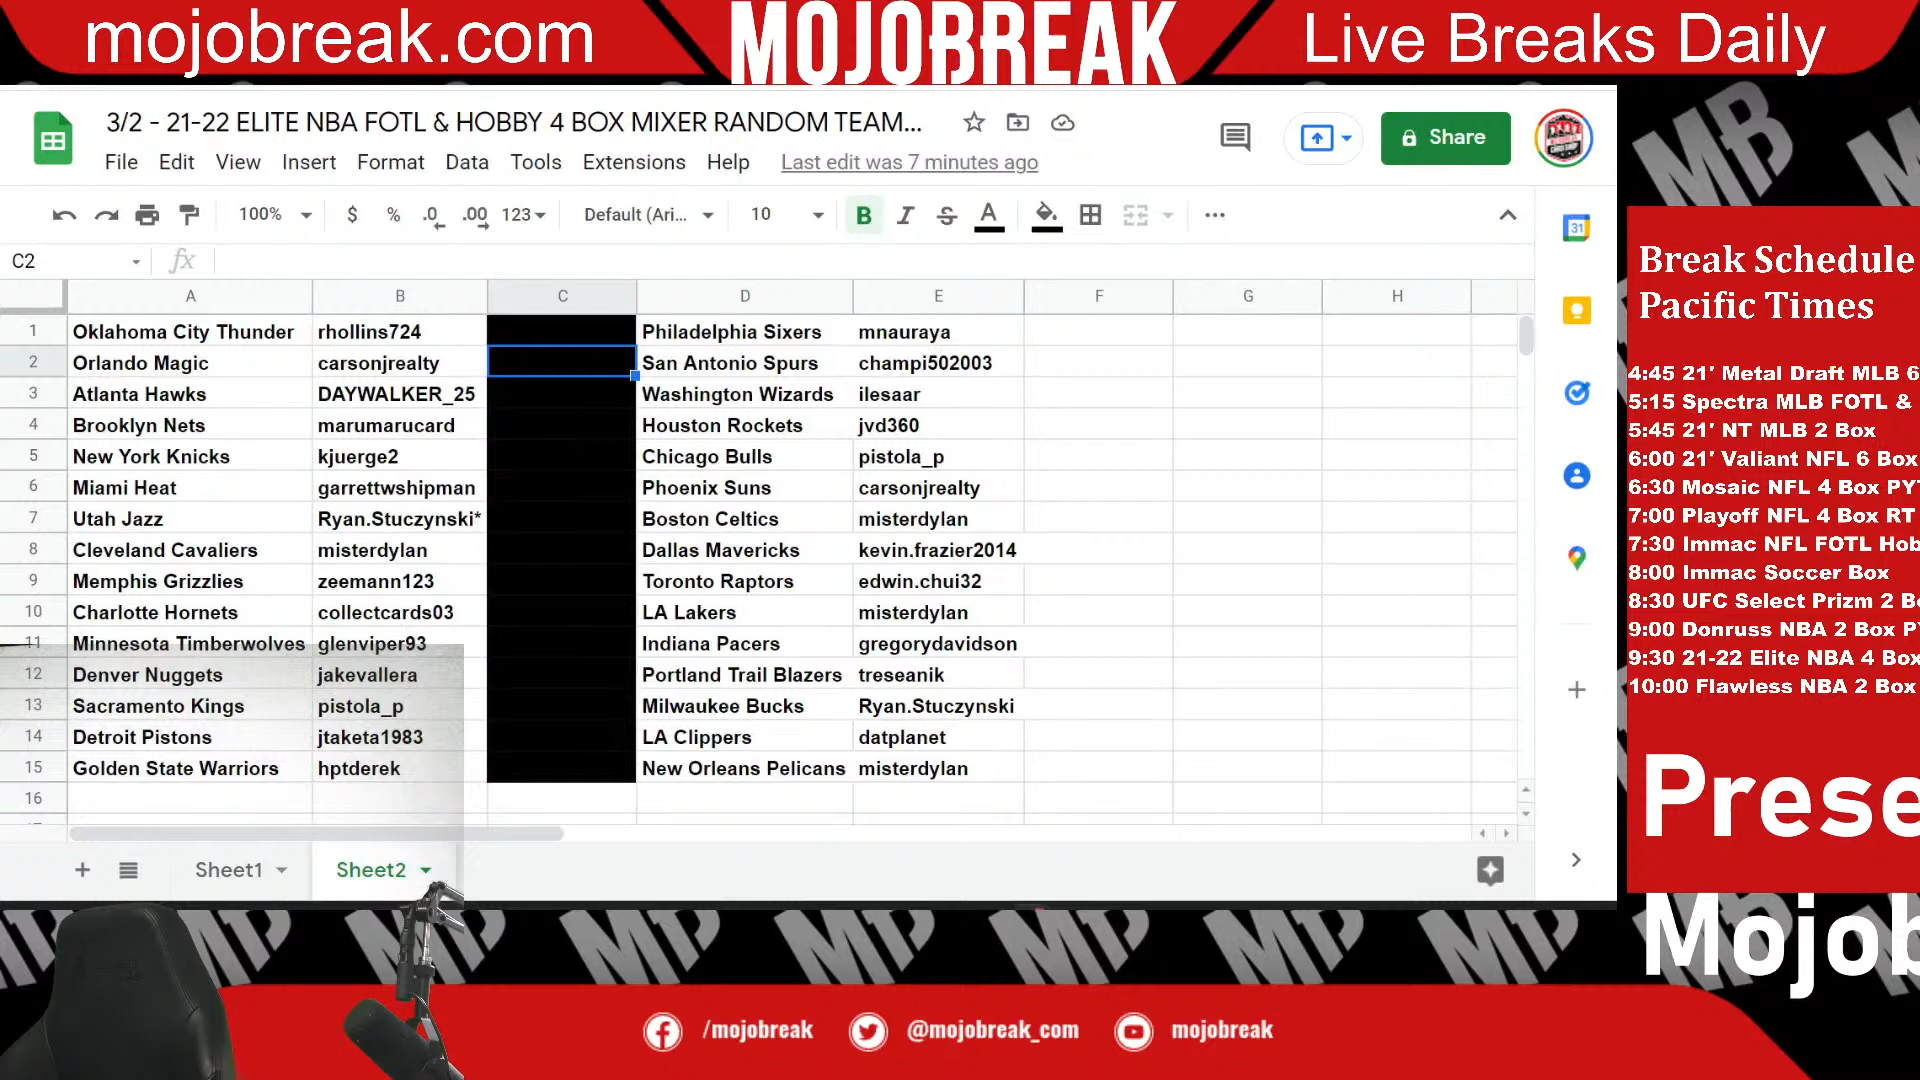 mojobreak.com
MOJOBREAK
Live Breaks Daily
3/2 - 21-22 ELITE NBA FOTL & HOBBY 4 BOX MIXER RANDOM TEAM...
File Edit View Insert Format Data Tools Extensions Help Last edit was 7 minutes ago
Share
100% $ % .0 .00 123 Default (Ari... 10 B I S A
C2 fx
A B C D E F G H
1 Oklahoma City Thunder rhollins724 Philadelphia Sixers mnauraya
2 Orlando Magic carsonjrealty San Antonio Spurs champi502003
3 Atlanta Hawks DAYWALKER_25 Washington Wizards ilesaar
4 Brooklyn Nets marumarucard Houston Rockets jvd360
5 New York Knicks kjuerge2 Chicago Bulls pistola_p
6 Miami Heat garrettwshipman Phoenix Suns carsonjrealty
7 Utah Jazz Ryan.Stuczynski* Boston Celtics misterdylan
8 Cleveland Cavaliers misterdylan Dallas Mavericks kevin.frazier2014
9 Memphis Grizzlies zeemann123 Toronto Raptors edwin.chui32
10 Charlotte Hornets collectcards03 LA Lakers misterdylan
11 Minnesota Timberwolves glenviper93 Indiana Pacers gregorydavidson
12 Denver Nuggets jakevallera Portland Trail Blazers treseanik
13 Sacramento Kings pistola_p Milwaukee Bucks Ryan.Stuczynski
14 Detroit Pistons jtaketa1983 LA Clippers datplanet
15 Golden State Warriors hptderek New Orleans Pelicans misterdylan
16
Sheet1 Sheet2
31
Break Schedule
Pacific Times
4:45 21' Metal Draft MLB 6
5:15 Spectra MLB FOTL &
5:45 21' NT MLB 2 Box
6:00 21' Valiant NFL 6 Box
6:30 Mosaic NFL 4 Box PY
7:00 Playoff NFL 4 Box RT
7:30 Immac NFL FOTL Hob
8:00 Immac Soccer Box
8:30 UFC Select Prizm 2 Bo
9:00 Donruss NBA 2 Box P
9:30 21-22 Elite NBA 4 Box
10:00 Flawless NBA 2 Box
Prese
Mojob
/mojobreak
@mojobreak_com
mojobreak